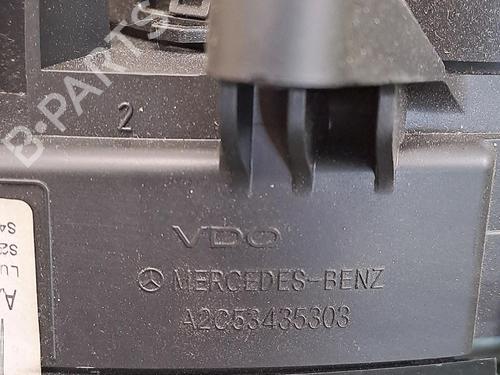 B-PARTS
2
VDO
MERCEDES-BENZ
A2C53435303